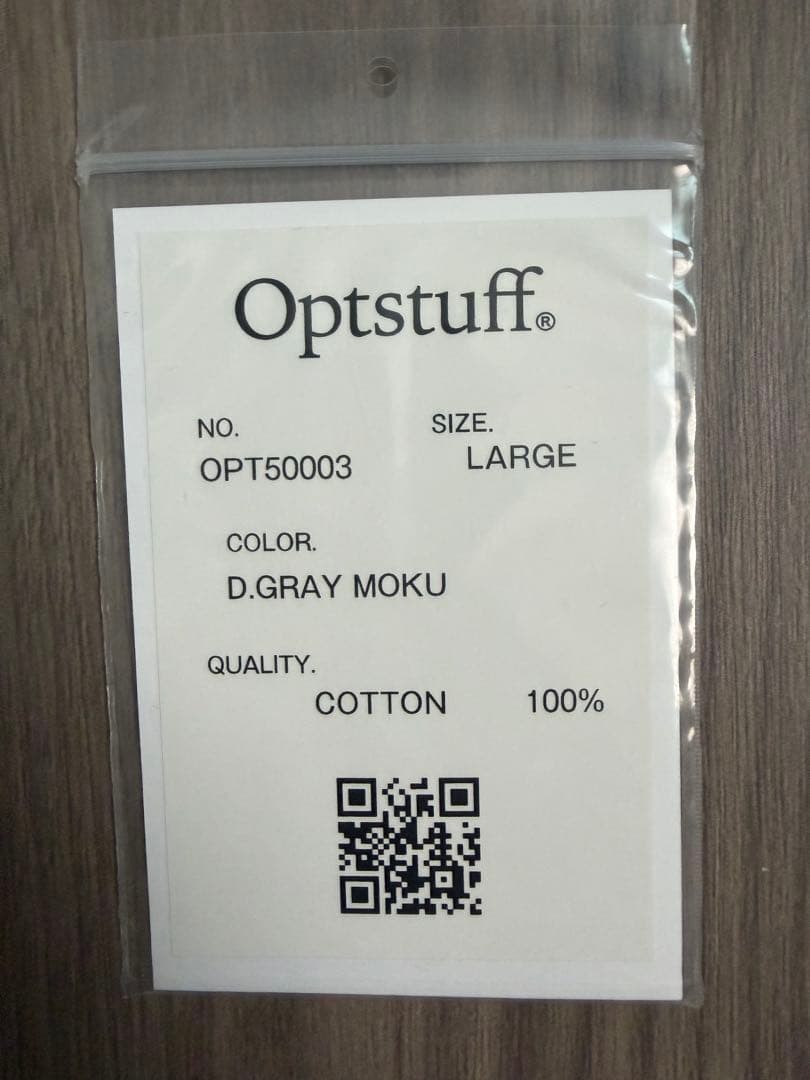 Optstuff®
NO.
OPT50003
SIZE.
LARGE
COLOR.
D.GRAY MOKU
QUALITY.
COTTON 100%